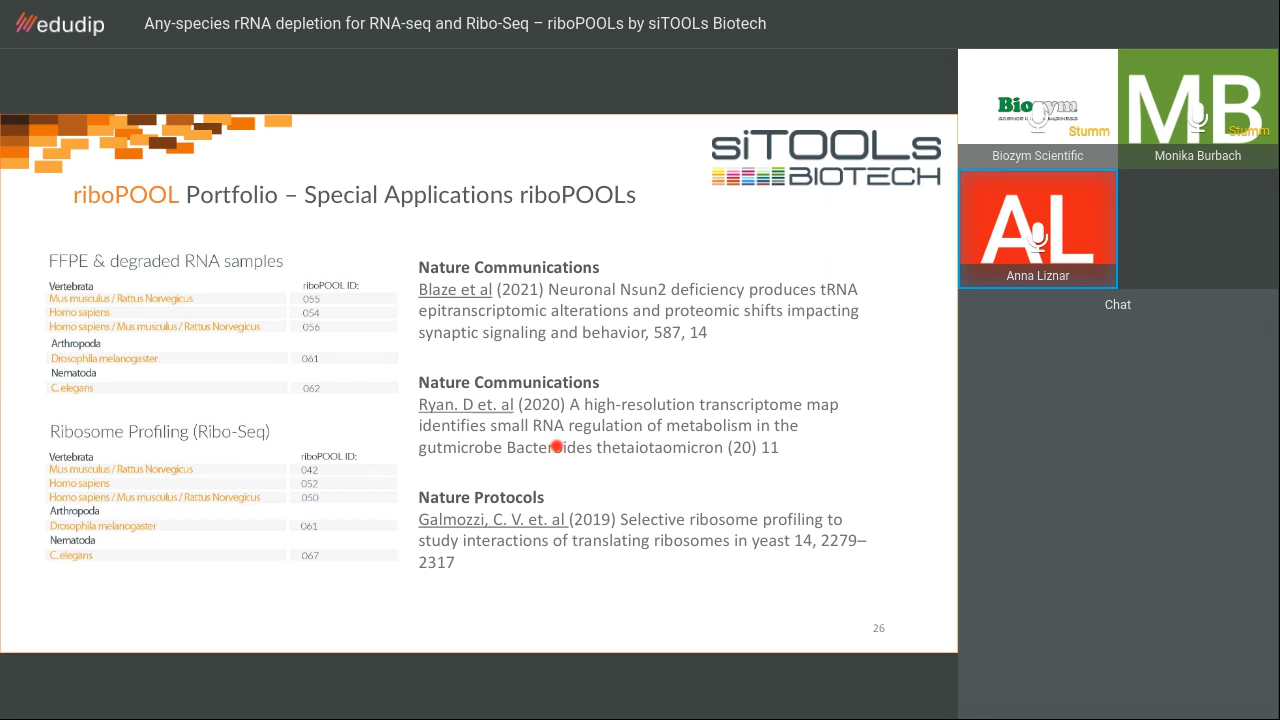 edudip
Any-species rRNA depletion for RNA-seq and Ribo-Seq – riboPOOLs by siTOOLs Biotech
siTOOLs
BIOTECH
riboPOOL Portfolio – Special Applications riboPOOLs
FFPE & degraded RNA samples
Vertebrata riboPOOL ID:
Mus musculus / Rattus Norvegicus 055
Homo sapiens 054
Homo sapiens / Mus musculus / Rattus Norvegicus 056
Arthropoda
Drosophila melanogaster 061
Nematoda
C. elegans 062
Ribosome Profiling (Ribo-Seq)
Vertebrata riboPOOL ID:
Mus musculus / Rattus Norvegicus 042
Homo sapiens 052
Homo sapiens / Mus musculus / Rattus Norvegicus 050
Arthropoda
Drosophila melanogaster 061
Nematoda
C. elegans 067
Nature Communications
Blaze et al (2021) Neuronal Nsun2 deficiency produces tRNA
epitranscriptomic alterations and proteomic shifts impacting
synaptic signaling and behavior, 587, 14
Nature Communications
Ryan. D et. al (2020) A high-resolution transcriptome map
identifies small RNA regulation of metabolism in the
gutmicrobe Bacteroides thetaiotaomicron (20) 11
Nature Protocols
Galmozzi, C. V. et. al (2019) Selective ribosome profiling to
study interactions of translating ribosomes in yeast 14, 2279–
2317
26
Biozym
Stumm
Biozym Scientific
MB
Stumm
Monika Burbach
AL
Anna Liznar
Chat